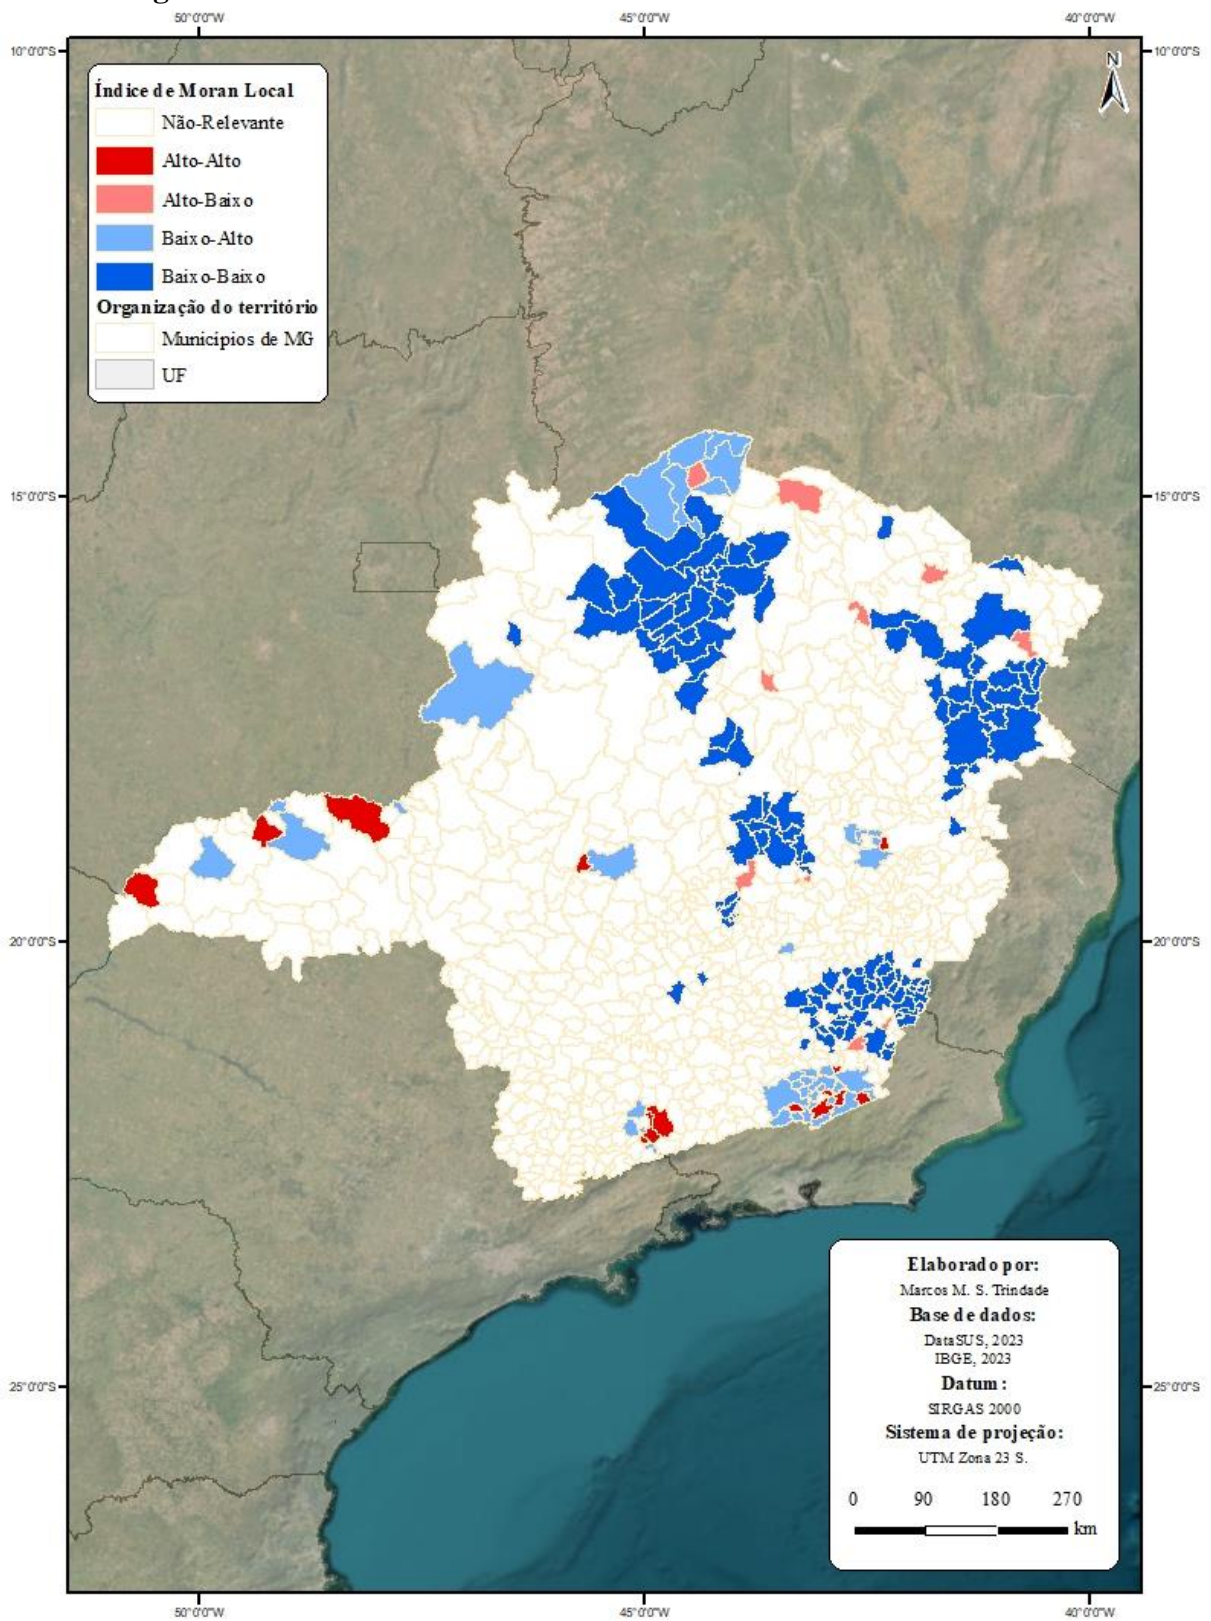 50°0'0"W 45°0'0"W 40°0'0"W
10°0'0"S 10°0'0"S
N
Índice de Moran Local
Não-Relevante
Alto-Alto
Alto-Baixo
Baixo-Alto
Baixo-Baixo
Organização do território
Municípios de MG
UF
15°0'0"S 15°0'0"S
20°0'0"S 20°0'0"S
Elaborado por:
Marcos M. S. Trindade
Base de dados:
DataSUS, 2023
IBGE, 2023
Datum:
SIRGAS 2000
Sistema de projeção:
UTM Zona 23 S.
0 90 180 270
km
25°0'0"S 25°0'0"S
50°0'0"W 45°0'0"W 40°0'0"W